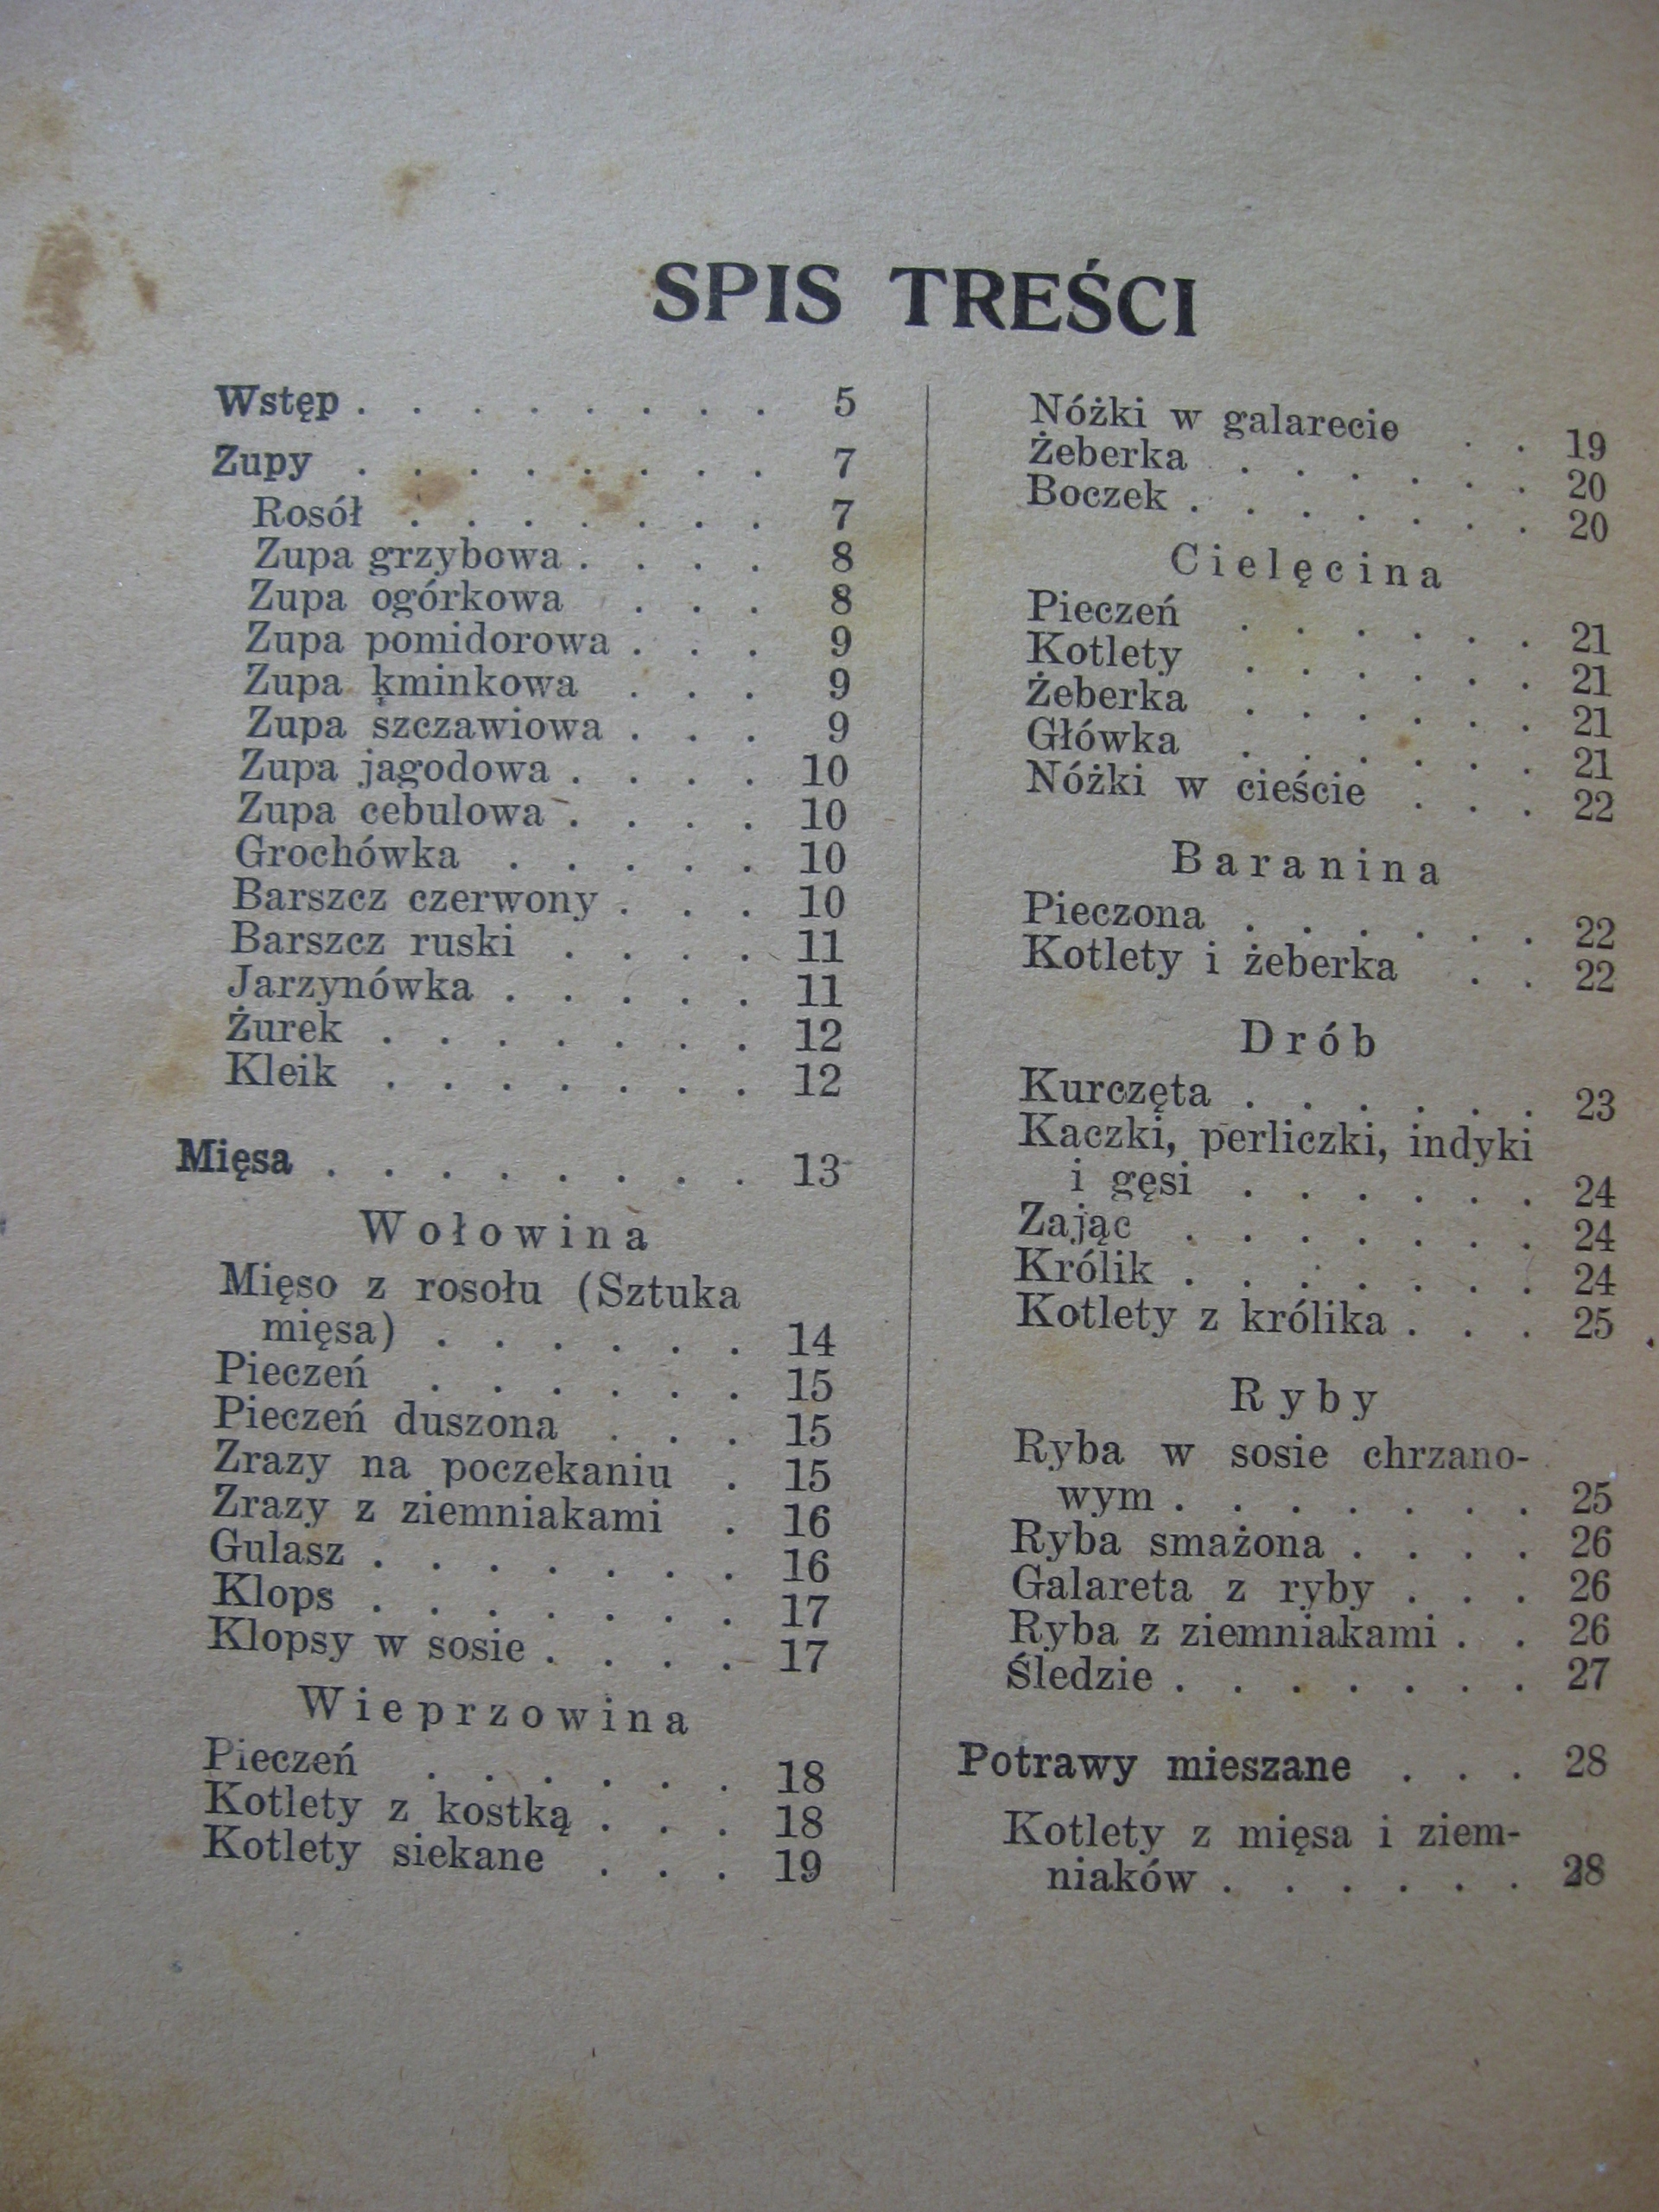 SPIS TREŚCI
Wstęp . . . . . . . . 5
Zupy . . . . . . . . 7
Rosół . . . . . . . 7
Zupa grzybowa . . . . 8
Zupa ogórkowa . . . 8
Zupa pomidorowa . . . 9
Zupa kminkowa . . . 9
Zupa szczawiowa . . . 9
Zupa jagodowa . . . . 10
Zupa cebulowa . . . . 10
Grochówka . . . . . 10
Barszcz czerwony . . . 10
Barszcz ruski . . . . 11
Jarzynówka . . . . . 11
Żurek . . . . . . . 12
Kleik . . . . . . . 12
Mięsa . . . . . . . . 13
Wołowina
Mięso z rosołu (Sztuka
mięsa) . . . . . . 14
Pieczeń . . . . . . 15
Pieczeń duszona . . . 15
Zrazy na poczekaniu . 15
Zrazy z ziemniakami . 16
Gulasz . . . . . . . 16
Klops . . . . . . . 17
Klopsy w sosie . . . . 17
Wieprzowina
Pieczeń . . . . . . 18
Kotlety z kostką . . . 18
Kotlety siekane . . . 19
Nóżki w galarecie . . 19
Żeberka . . . . . . 20
Boczek . . . . . . . 20
Cielęcina
Pieczeń . . . . . . 21
Kotlety . . . . . . 21
Żeberka . . . . . . 21
Główka . . . . . . 21
Nóżki w cieście . . . 22
Baranina
Pieczona . . . . . . 22
Kotlety i żeberka . . 22
Drób
Kurczęta . . . . . . 23
Kaczki, perliczki, indyki
i gęsi . . . . . . 24
Zając . . . . . . . 24
Królik . . . . . . . 24
Kotlety z królika . . . 25
Ryby
Ryba w sosie chrzano-
wym . . . . . . . 25
Ryba smażona . . . . 26
Galareta z ryby . . . 26
Ryba z ziemniakami . . 26
Śledzie . . . . . . . 27
Potrawy mieszane . . . 28
Kotlety z mięsa i ziem-
niaków . . . . . . 28